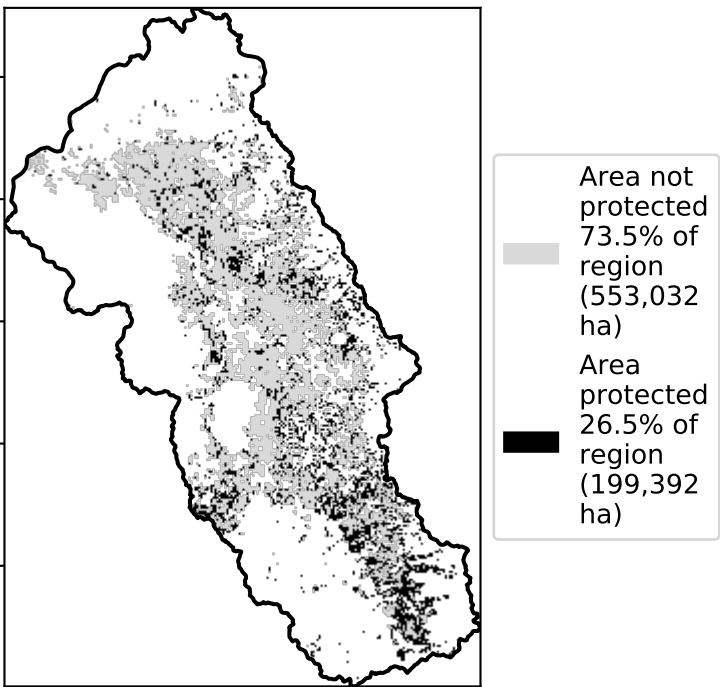 Area not
protected
73.5% of
region
(553,032
ha)
Area
protected
26.5% of
region
(199,392
ha)